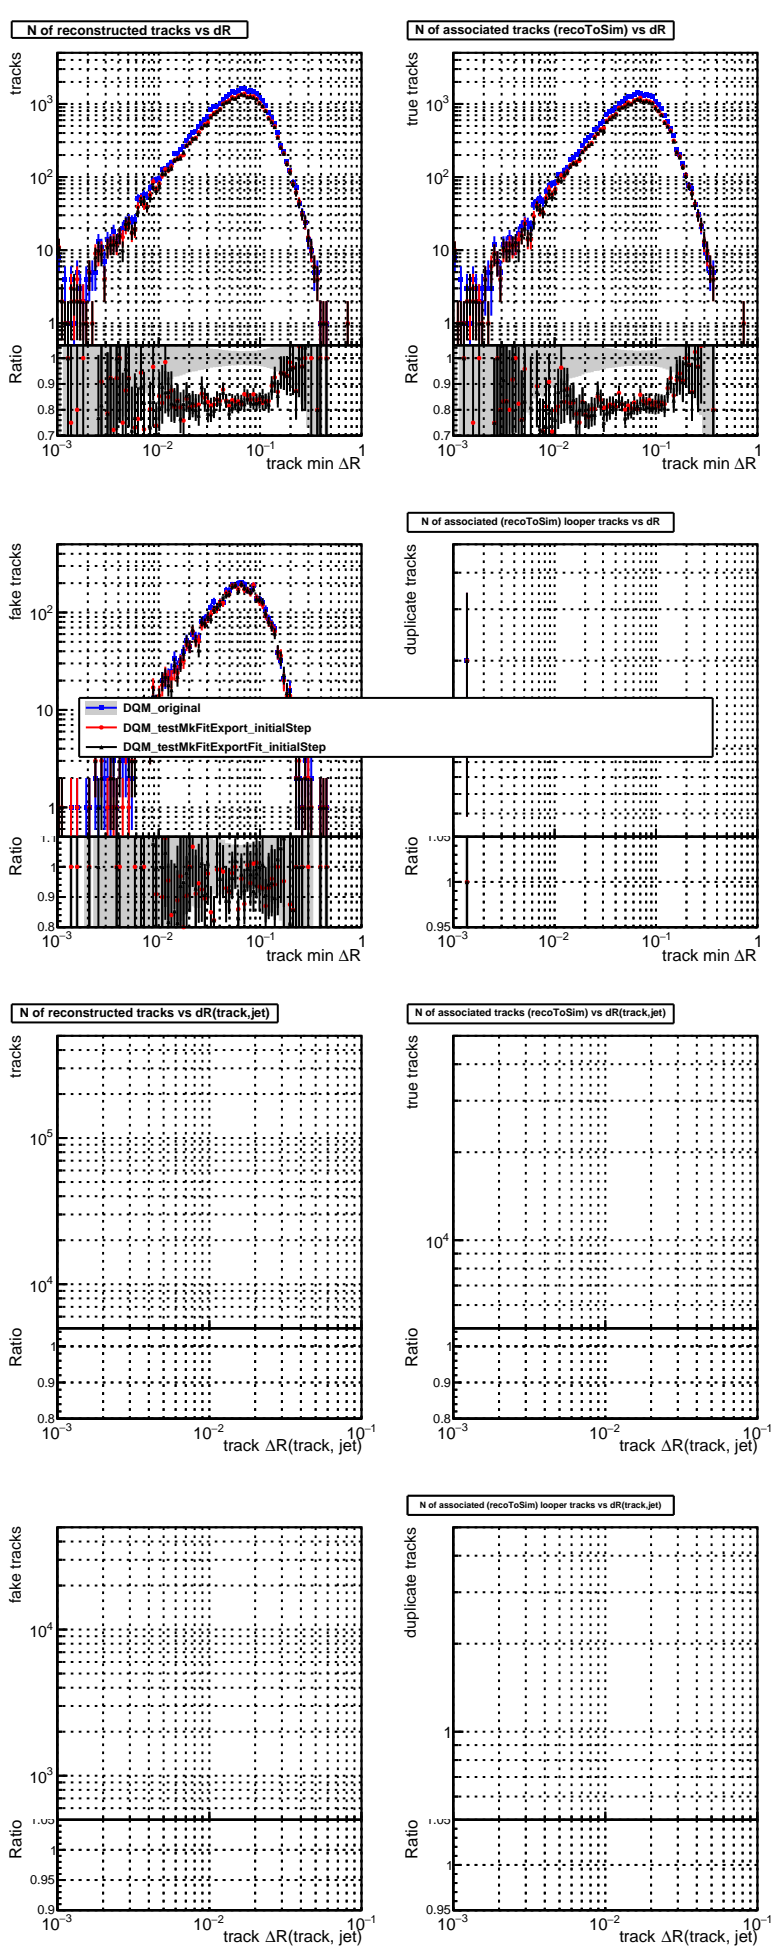 N of reconstructed tracks vs dR
tracks
10³
10²
10
1
Ratio
1
0.9
0.8
0.7
10⁻³ 10⁻² 10⁻¹ 1
track min ΔR
N of associated tracks (recoToSim) vs dR
true tracks
10³
10²
10
1
Ratio
1
0.9
0.8
0.7
10⁻³ 10⁻² 10⁻¹ 1
track min ΔR
fake tracks
10²
10
1
Ratio
1.1
1
0.9
0.8
10⁻³ 10⁻² 10⁻¹ 1
track min ΔR
N of associated (recoToSim) looper tracks vs dR
duplicate tracks
Ratio
1.05
1
0.95
10⁻³ 10⁻² 10⁻¹ 1
track min ΔR
DQM_original
DQM_testMkFitExport_initialStep
DQM_testMkFitExportFit_initialStep
N of reconstructed tracks vs dR(track,jet)
tracks
10⁵
10⁴
Ratio
1
0.9
0.8
10⁻³ 10⁻² 10⁻¹
track ΔR(track, jet)
N of associated tracks (recoToSim) vs dR(track,jet)
true tracks
10⁴
Ratio
1
0.9
0.8
10⁻³ 10⁻² 10⁻¹
track ΔR(track, jet)
fake tracks
10⁴
10³
Ratio
1.05
1
0.95
0.9
10⁻³ 10⁻² 10⁻¹
track ΔR(track, jet)
N of associated (recoToSim) looper tracks vs dR(track,jet)
duplicate tracks
1
Ratio
1.05
1
0.95
10⁻³ 10⁻² 10⁻¹
track ΔR(track, jet)